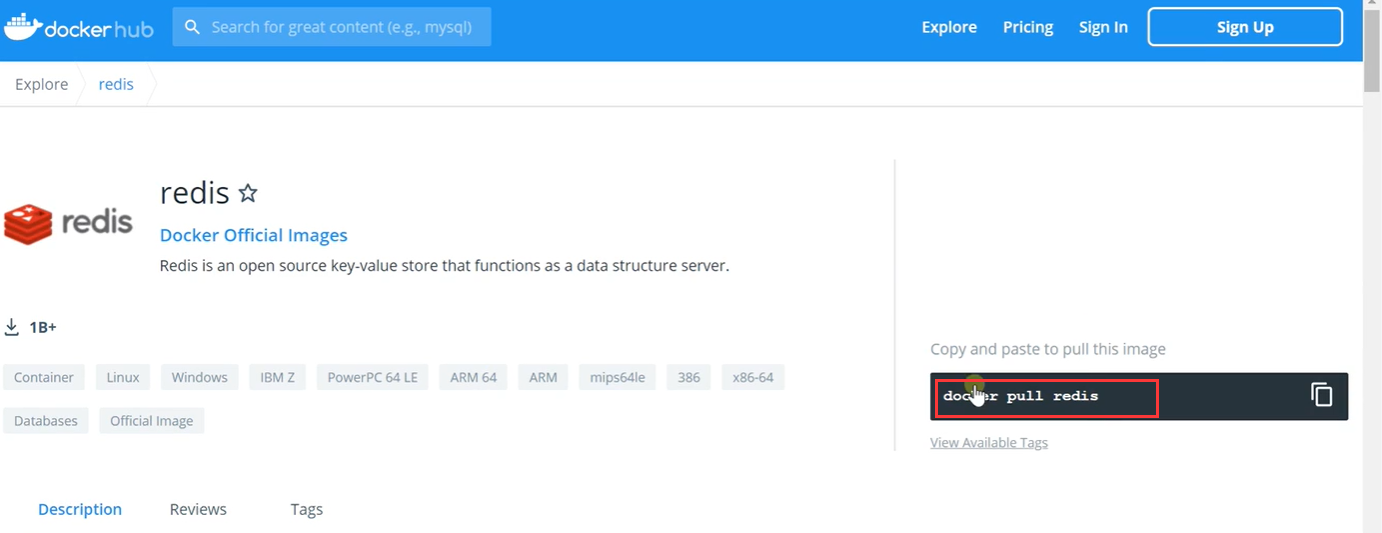 docker hub
Search for great content (e.g., mysql)
Explore
Pricing
Sign In
Sign Up
Explore
redis
redis
redis
Docker Official Images
Redis is an open source key-value store that functions as a data structure server.
1B+
Container
Linux
Windows
IBM Z
PowerPC 64 LE
ARM 64
ARM
mips64le
386
x86-64
Databases
Official Image
Copy and paste to pull this image
docker pull redis
View Available Tags
Description
Reviews
Tags